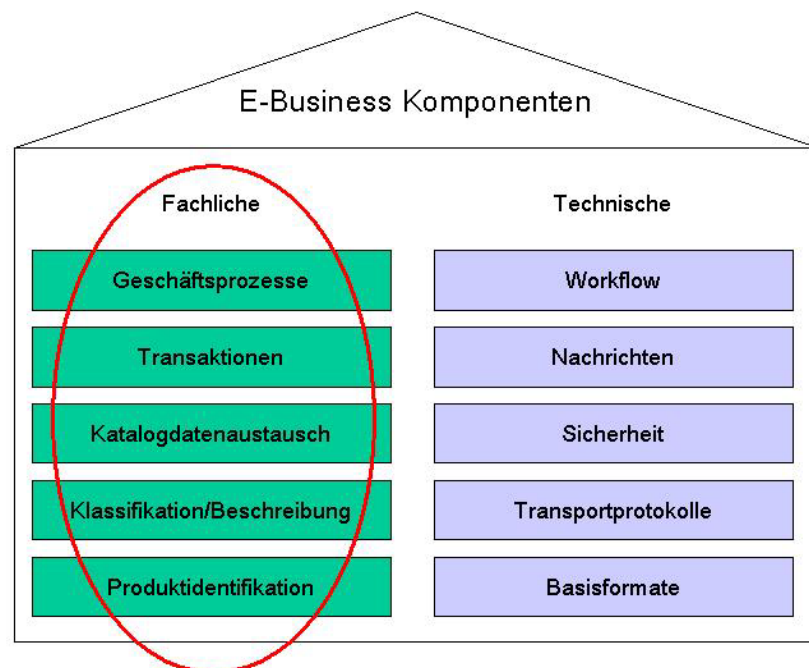 E-Business Komponenten
Fachliche
Technische
Geschäftsprozesse
Workflow
Transaktionen
Nachrichten
Katalogdatenaustausch
Sicherheit
Klassifikation/Beschreibung
Transportprotokolle
Produktidentifikation
Basisformate